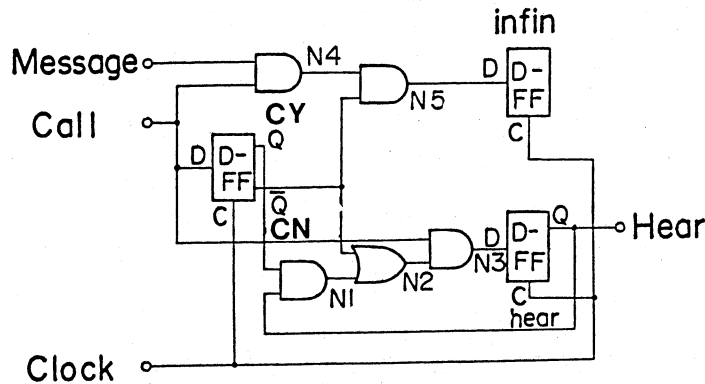 infin
Message
N4
D
D-
FF
N5
C
Call
CY
Q
D
D-
FF
Q̅
C
CN
Q
Hear
D
D-
FF
N3
N2
N1
C
hear
Clock